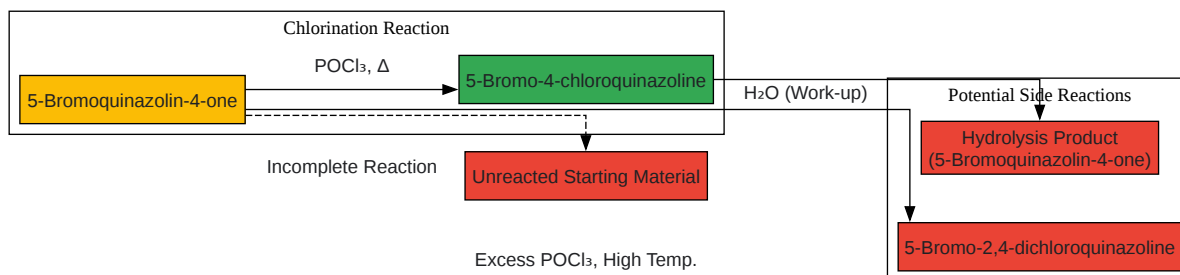 Chlorination Reaction
POCl₃, Δ
5-Bromoquinazolin-4-one
5-Bromo-4-chloroquinazoline
H₂O (Work-up)
Potential Side Reactions
Hydrolysis Product
(5-Bromoquinazolin-4-one)
Incomplete Reaction
Unreacted Starting Material
5-Bromo-2,4-dichloroquinazoline
Excess POCl₃, High Temp.